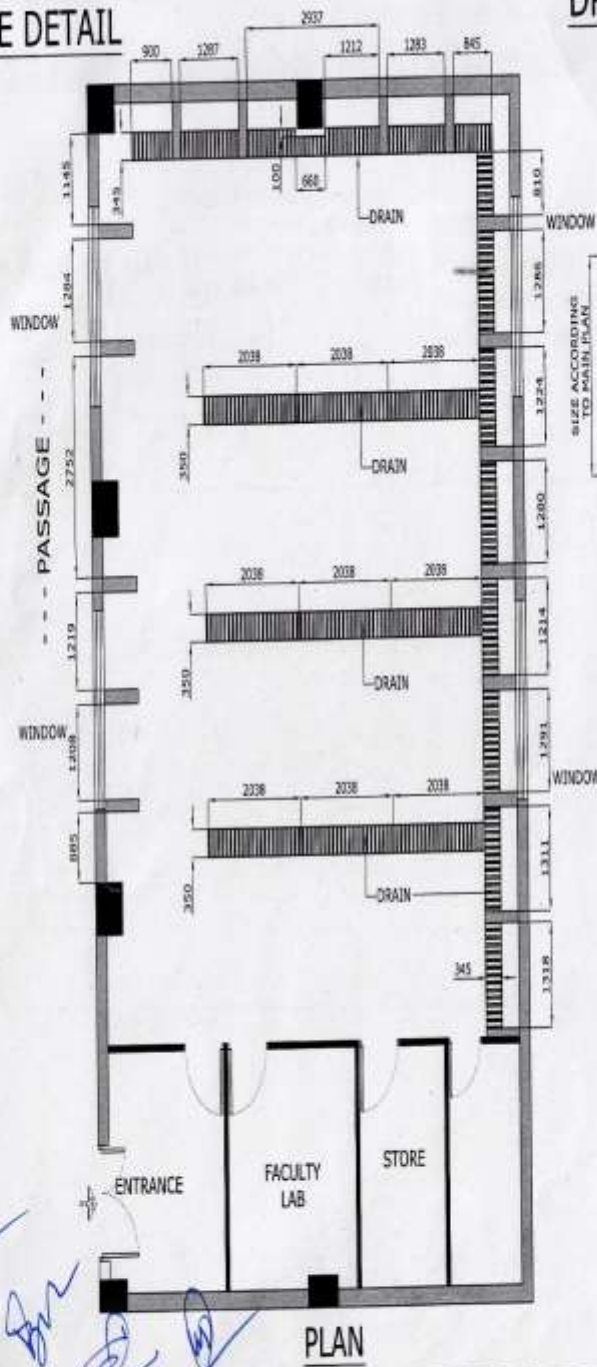 E DETAIL
DR
2937
900
1287
1212
1283
845
1145
345
100
660
810
DRAIN
WINDOW
1284
1286
WINDOW
SIZE ACCORDING
TO MAIN PLAN
2038
2038
2038
1224
350
DRAIN
2752
--- PASSAGE ---
1280
2038
2038
2038
1219
1214
350
DRAIN
WINDOW
1208
1291
WINDOW
2038
2038
2038
885
1311
350
DRAIN
345
1318
ENTRANCE
FACULTY
LAB
STORE
PLAN